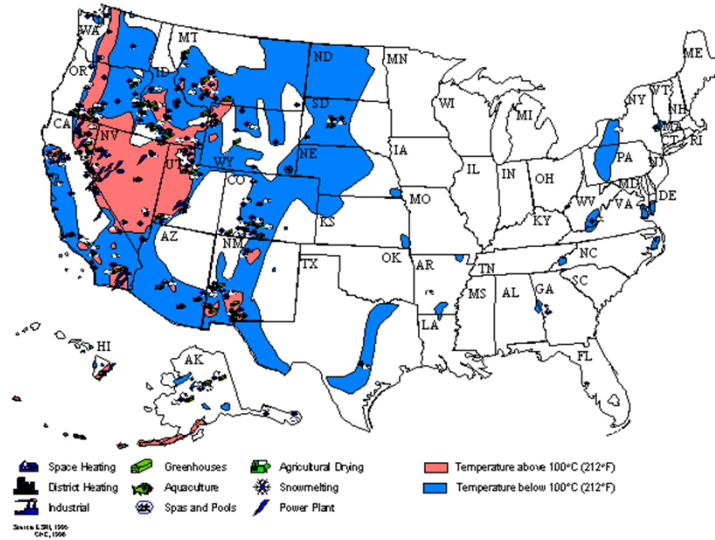 WA
MT
ND
MN
ME
OR
ID
SD
WI
MI
NY
VT
NH
MA
CT
RI
CA
NV
UT
WY
NE
IA
PA
NJ
CO
IL
IN
OH
MD
DE
WV
VA
KS
MO
KY
AZ
NM
OK
AR
TN
NC
TX
MS
AL
GA
SC
LA
FL
HI
AK
Space Heating
Greenhouses
Agricultural Drying
Temperature above 100°C (212°F)
District Heating
Aquaculture
Snowmelting
Temperature below 100°C (212°F)
Industrial
Spas and Pools
Power Plant